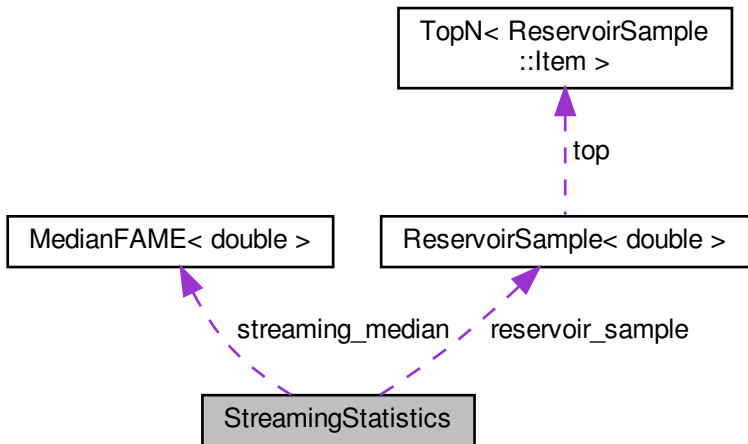 TopN< ReservoirSample
::Item >
top
MedianFAME< double >
ReservoirSample< double >
streaming_median
reservoir_sample
StreamingStatistics